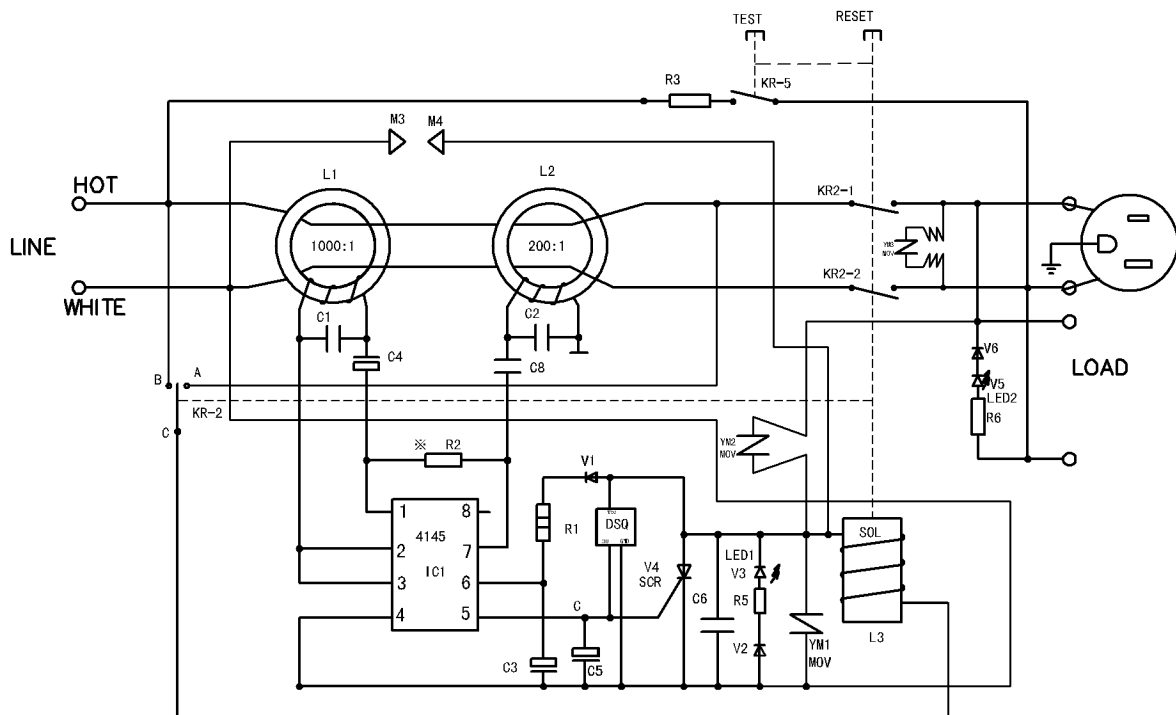 TEST
RESET
R3
KR-5
M3
M4
L1
L2
HOT
KR2-1
1000:1
200:1
YM3
MOV
LINE
KR2-2
WHITE
C1
C2
C4
C8
V6
B
A
V5
LED2
LOAD
KR-2
R6
C
※
R2
YM2
MOV
V1
1
8
4145
R1
DSQ
GND
SOL
2
7
IC1
V4
SCR
LED1
V3
3
6
C6
R5
4
5
C
YM1
MOV
L3
V2
C3
C5